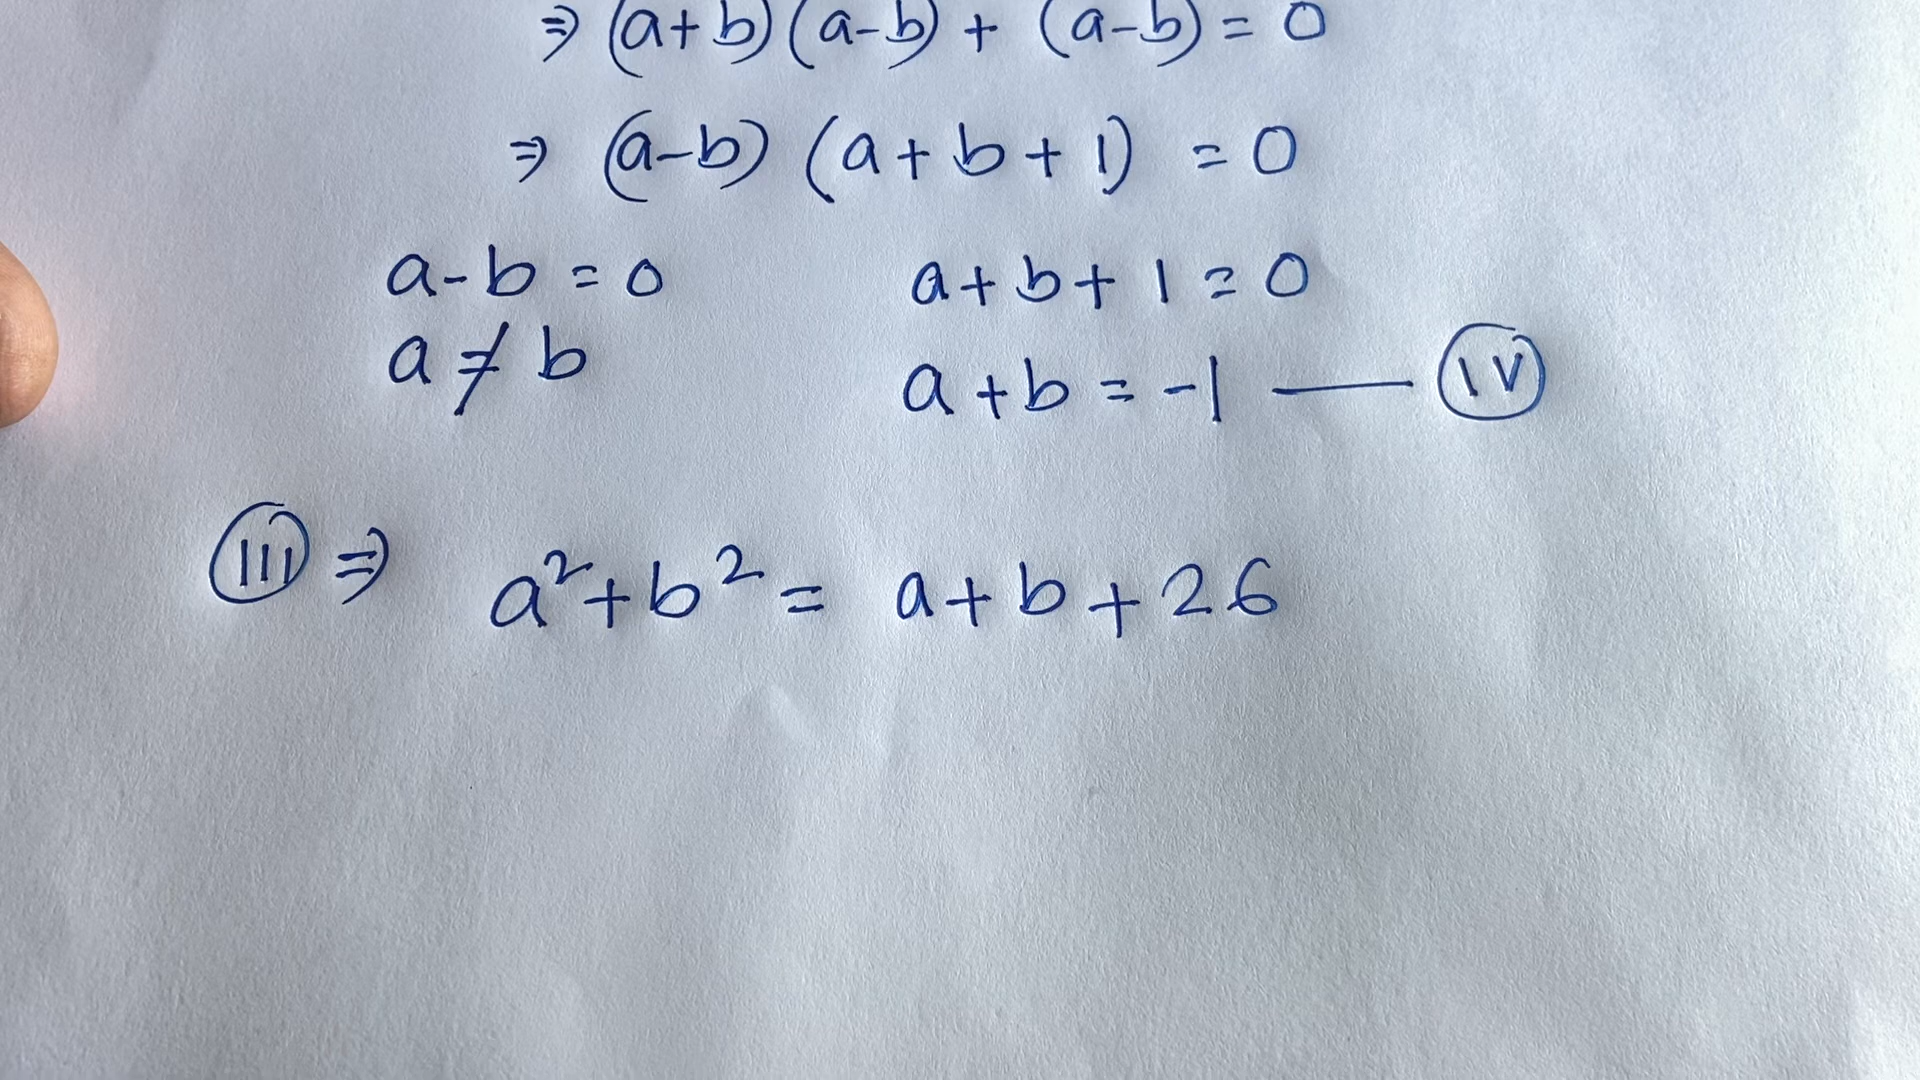 ⇒ (a+b)(a-b) + (a-b) = 0
⇒ (a-b) (a+b+1) = 0
a-b = 0 a+b+1 = 0
a ≠ b a+b = -1 — (IV)
(III) ⇒ a²+b² = a+b+26